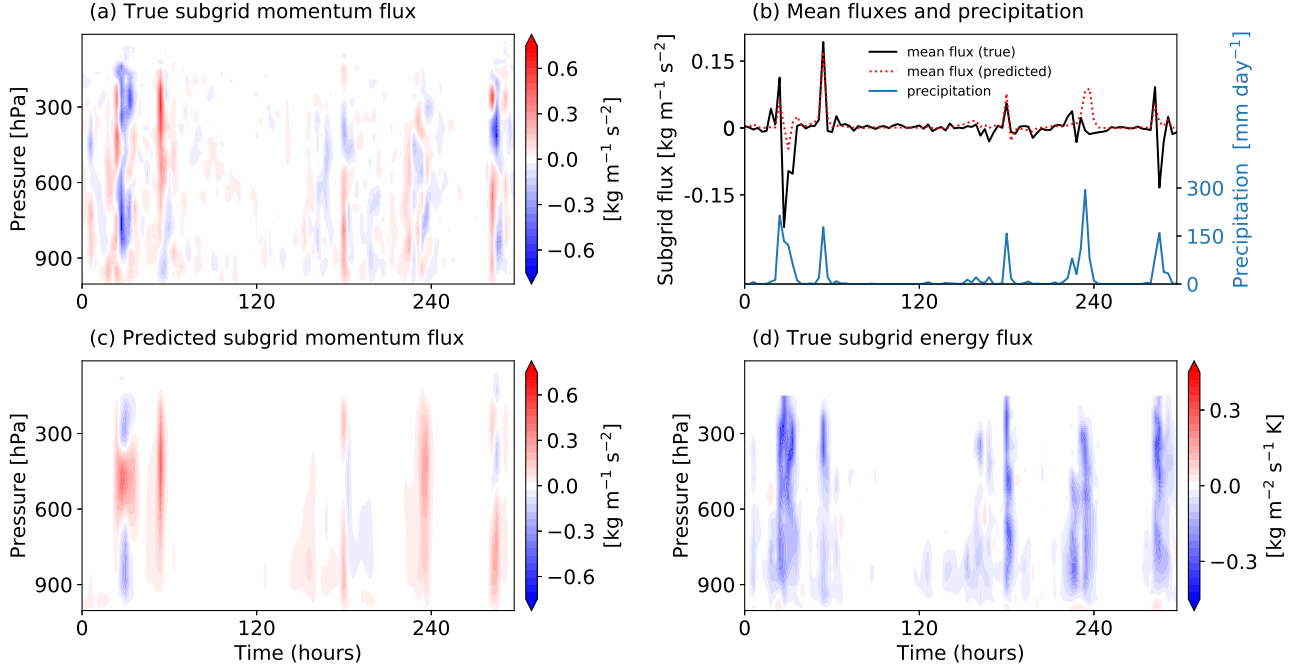 (a) True subgrid momentum flux
Pressure [hPa]
300
600
900
0
120
240
0.6
0.3
0.0
−0.3
−0.6
[kg m⁻¹ s⁻²]
(b) Mean fluxes and precipitation
Subgrid flux [kg m⁻¹ s⁻²]
0.15
0
-0.15
mean flux (true)
mean flux (predicted)
precipitation
300
150
0
Precipitation [mm day⁻¹]
0
120
240
(c) Predicted subgrid momentum flux
Pressure [hPa]
300
600
900
0
120
240
Time (hours)
0.6
0.3
0.0
−0.3
−0.6
[kg m⁻¹ s⁻²]
(d) True subgrid energy flux
Pressure [hPa]
300
600
900
0
120
240
Time (hours)
0.3
0.0
−0.3
[kg m⁻² s⁻¹ K]